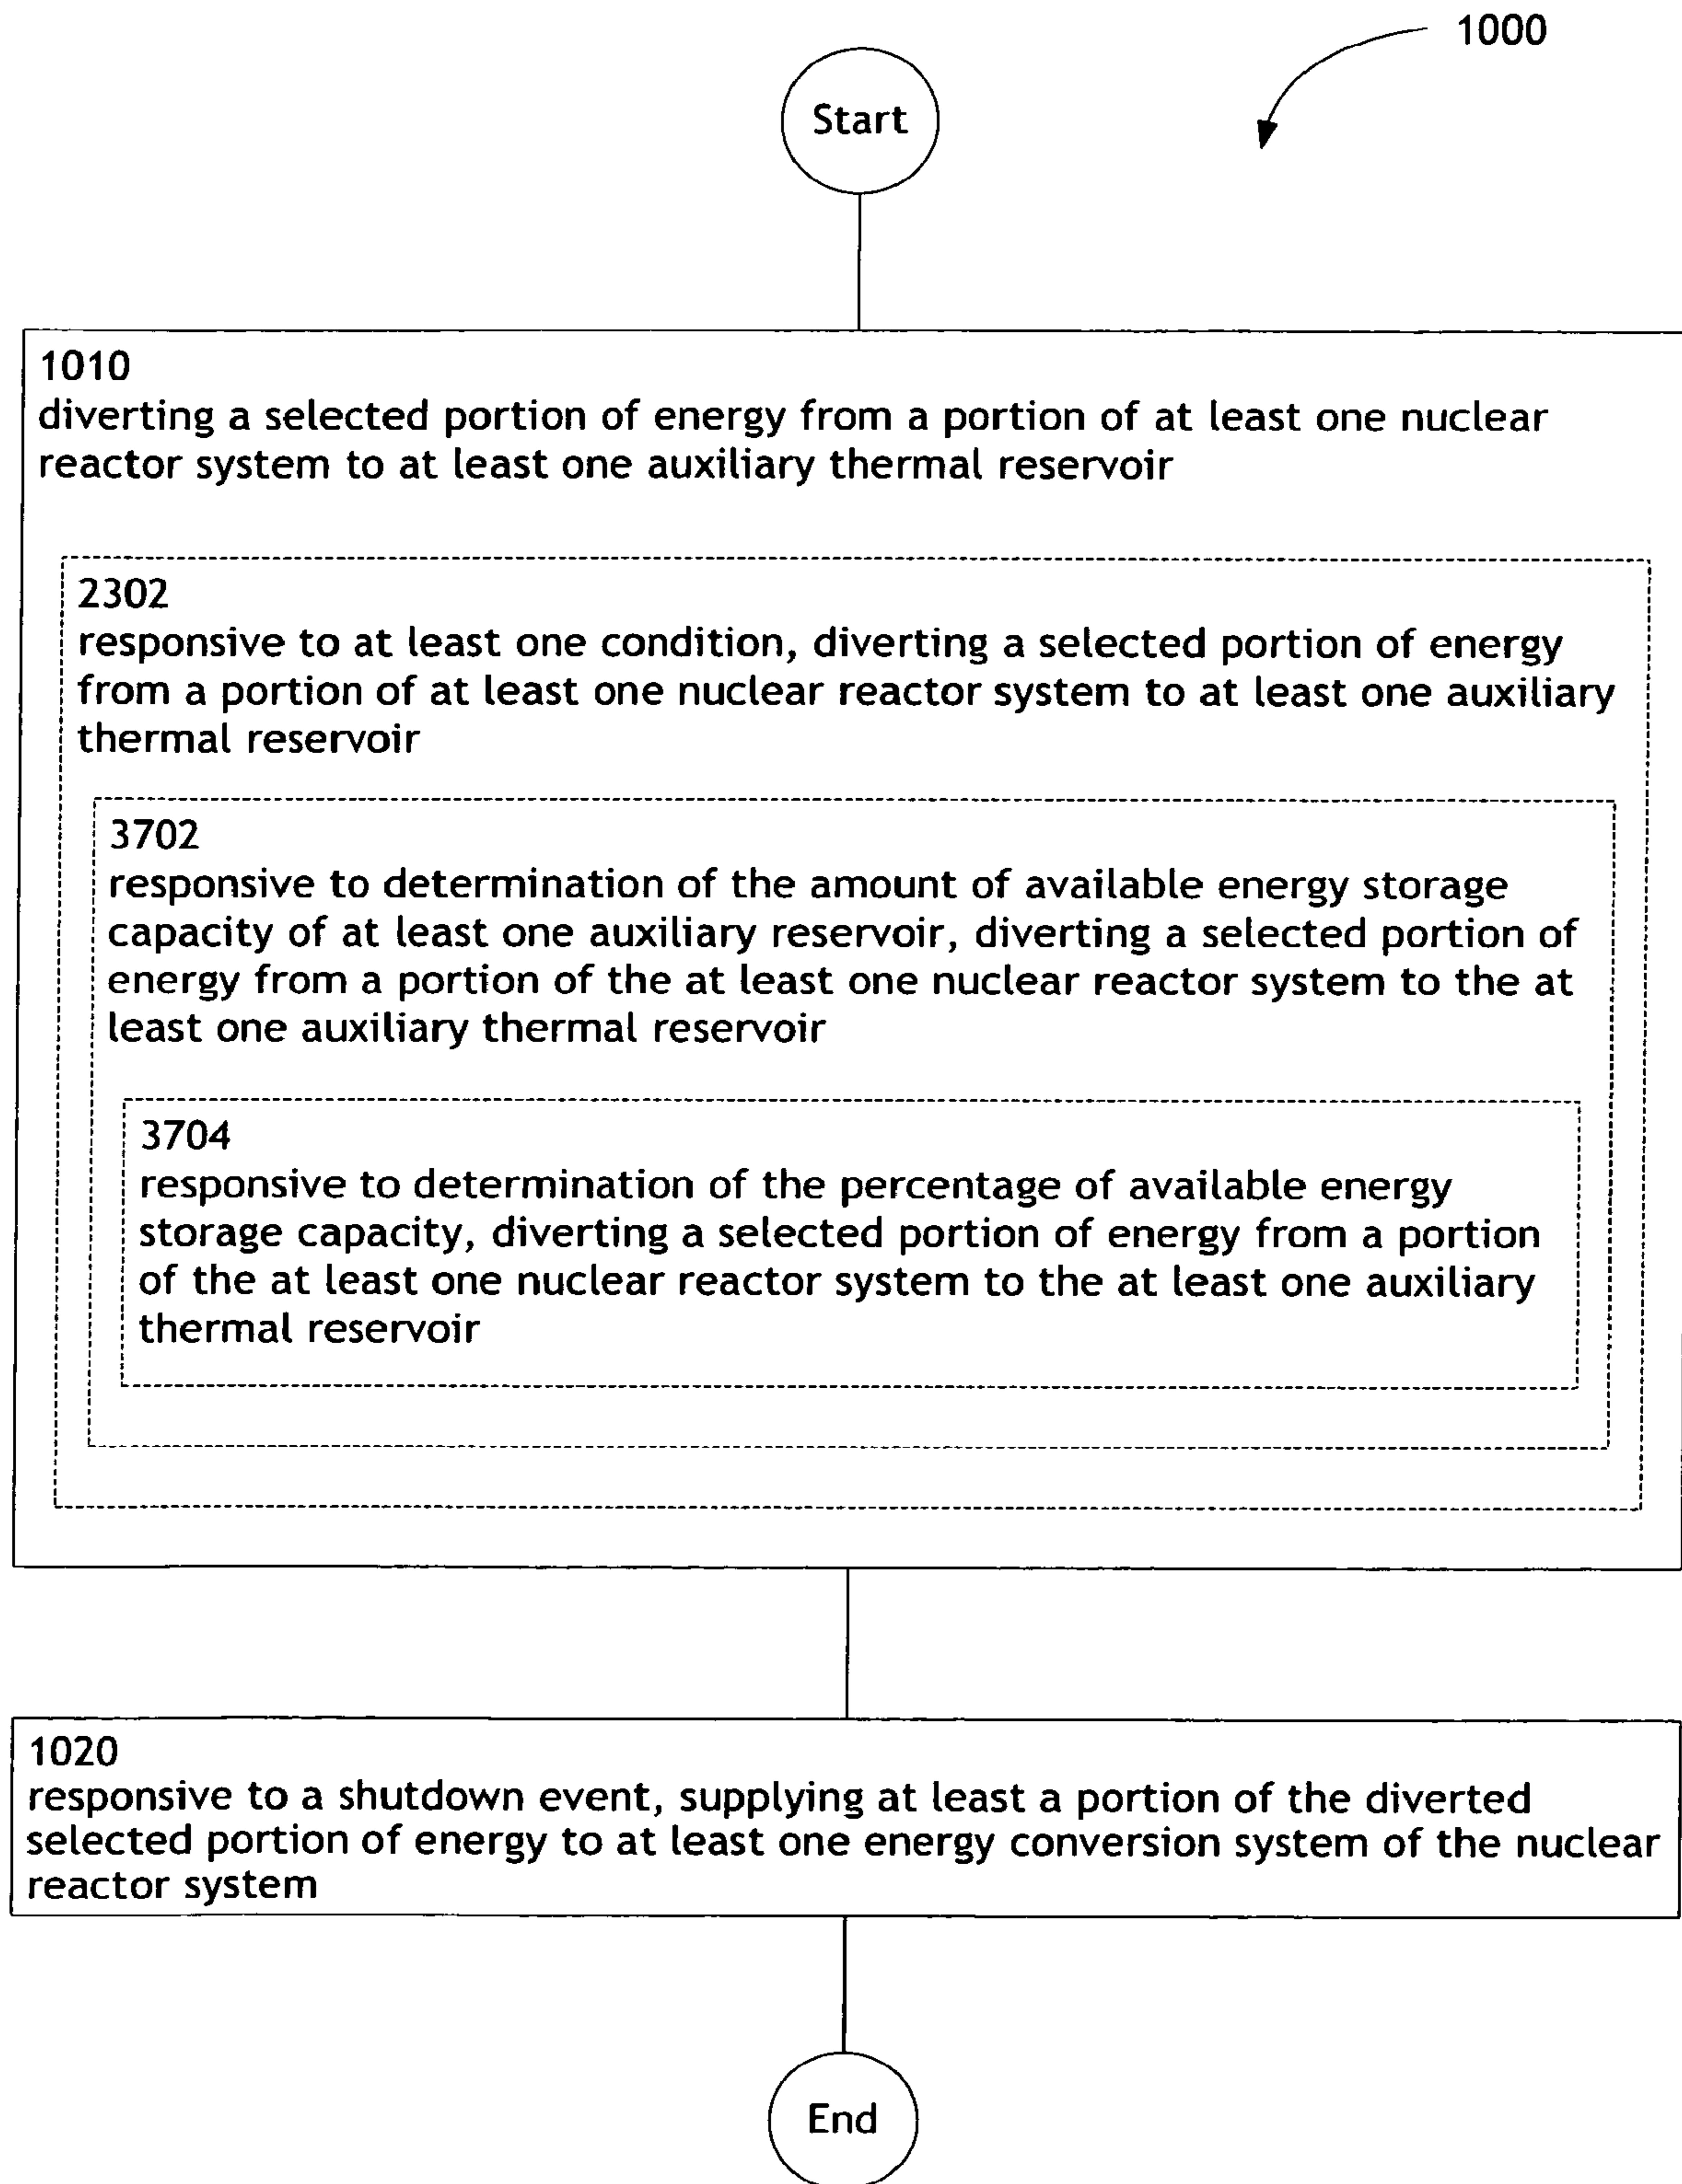 1000
Start
1010
diverting a selected portion of energy from a portion of at least one nuclear
reactor system to at least one auxiliary thermal reservoir
2302
responsive to at least one condition, diverting a selected portion of energy
from a portion of at least one nuclear reactor system to at least one auxiliary
thermal reservoir
3702
responsive to determination of the amount of available energy storage
capacity of at least one auxiliary reservoir, diverting a selected portion of
energy from a portion of the at least one nuclear reactor system to the at
least one auxiliary thermal reservoir
3704
responsive to determination of the percentage of available energy
storage capacity, diverting a selected portion of energy from a portion
of the at least one nuclear reactor system to the at least one auxiliary
thermal reservoir
1020
responsive to a shutdown event, supplying at least a portion of the diverted
selected portion of energy to at least one energy conversion system of the nuclear
reactor system
End